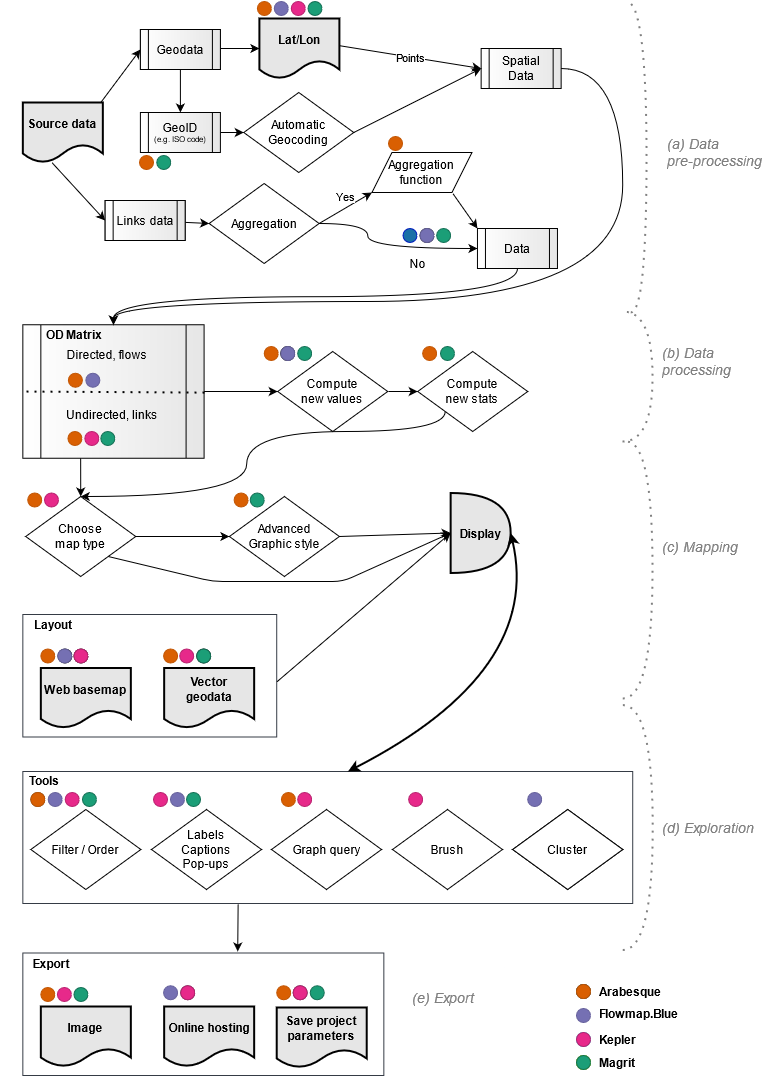 Geodata
Lat/Lon
Points
Spatial
Data
Source data
GeoID
(e.g. ISO code)
Automatic
Geocoding
(a) Data
pre-processing
Aggregation
function
Yes
Links data
Aggregation
No
Data
OD Matrix
Directed, flows
Undirected, links
Compute
new values
Compute
new stats
(b) Data
processing
Choose
map type
Advanced
Graphic style
Display
(c) Mapping
Layout
Web basemap
Vector
geodata
Tools
Filter / Order
Labels
Captions
Pop-ups
Graph query
Brush
Cluster
(d) Exploration
Export
Image
Online hosting
Save project
parameters
(e) Export
Arabesque
Flowmap.Blue
Kepler
Magrit